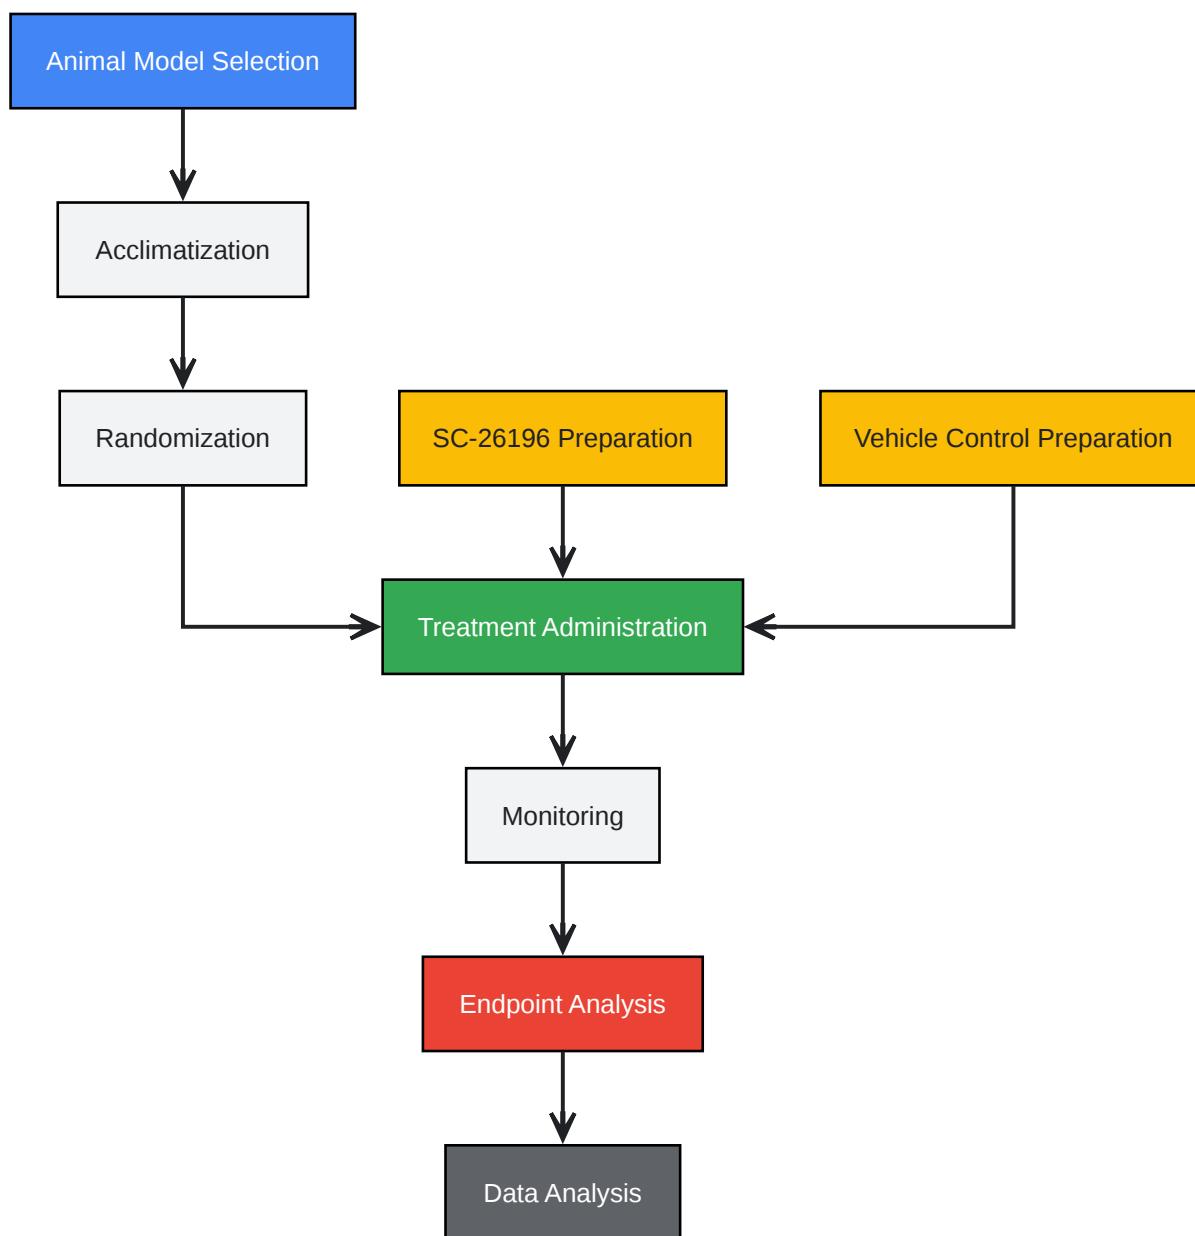 Animal Model Selection
Acclimatization
Randomization
SC-26196 Preparation
Vehicle Control Preparation
Treatment Administration
Monitoring
Endpoint Analysis
Data Analysis